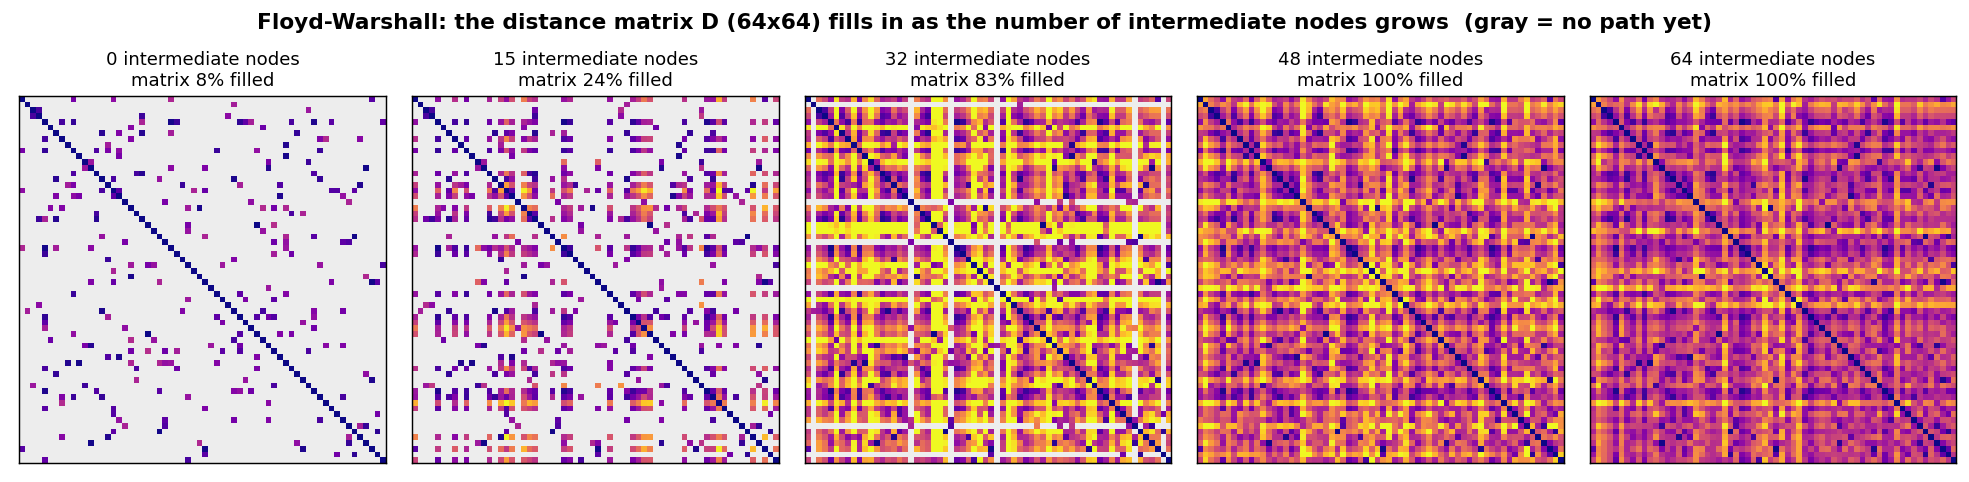 Floyd-Warshall: the distance matrix D (64x64) fills in as the number of intermediate nodes grows  (gray = no path yet)
0 intermediate nodes
matrix 8% filled
15 intermediate nodes
matrix 24% filled
32 intermediate nodes
matrix 83% filled
48 intermediate nodes
matrix 100% filled
64 intermediate nodes
matrix 100% filled